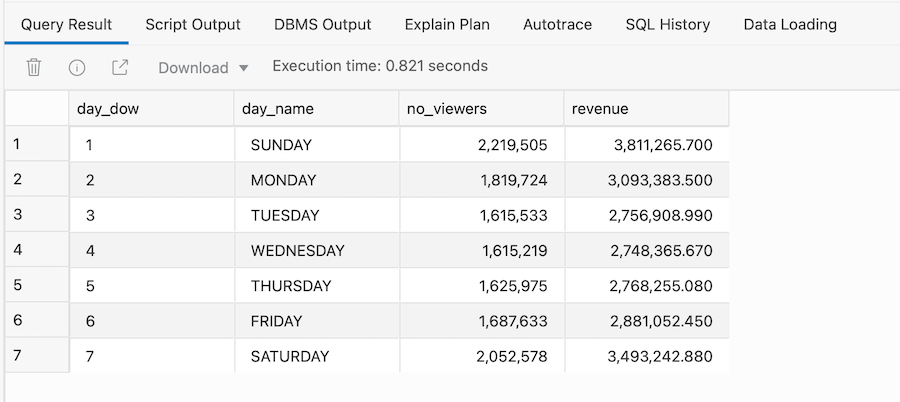 Query Result Script Output DBMS Output Explain Plan Autotrace SQL History Data Loading
Download Execution time: 0.821 seconds
day_dow day_name no_viewers revenue
1 1 SUNDAY 2,219,505 3,811,265.700
2 2 MONDAY 1,819,724 3,093,383.500
3 3 TUESDAY 1,615,533 2,756,908.990
4 4 WEDNESDAY 1,615,219 2,748,365.670
5 5 THURSDAY 1,625,975 2,768,255.080
6 6 FRIDAY 1,687,633 2,881,052.450
7 7 SATURDAY 2,052,578 3,493,242.880